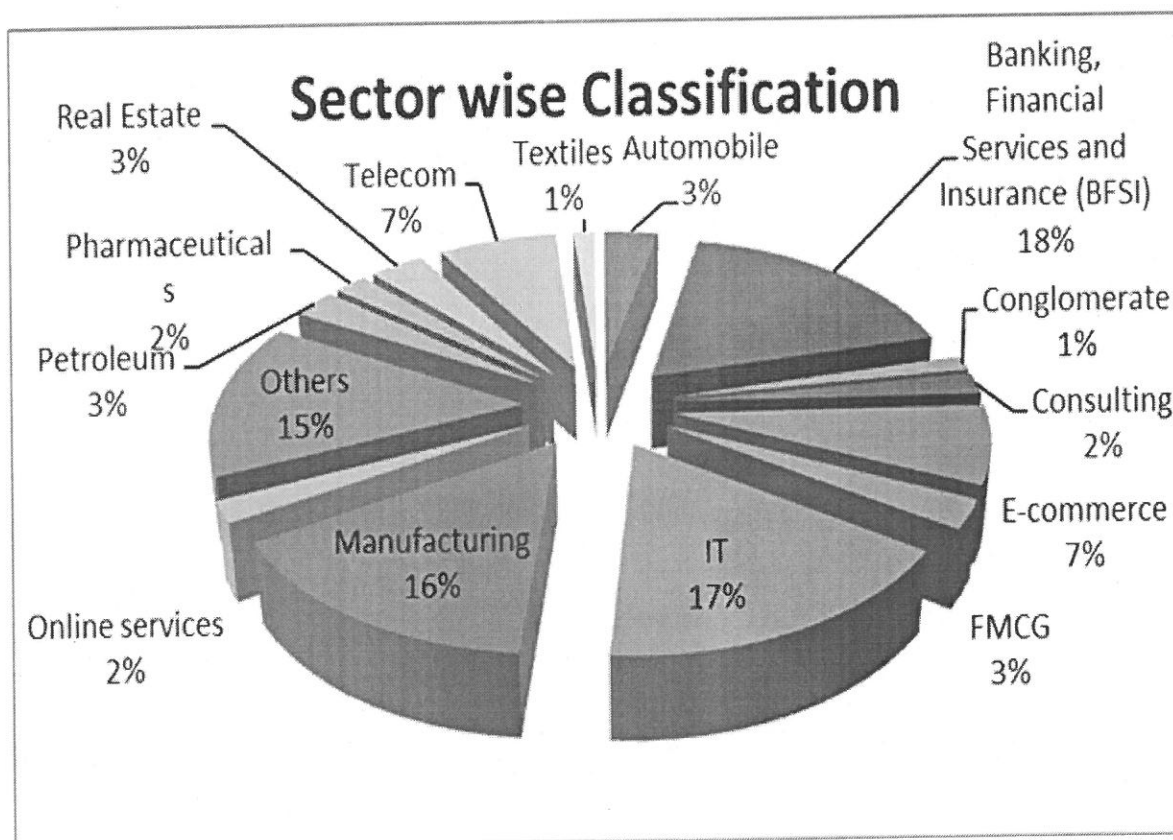 Sector wise Classification
Banking,
Financial
Services and
Insurance (BFSI)
18%
Real Estate
3%
Telecom
7%
Textiles
1%
Automobile
3%
Pharmaceutical
s
2%
Conglomerate
1%
Petroleum
3%
Others
15%
Consulting
2%
E-commerce
7%
Manufacturing
16%
IT
17%
Online services
2%
FMCG
3%